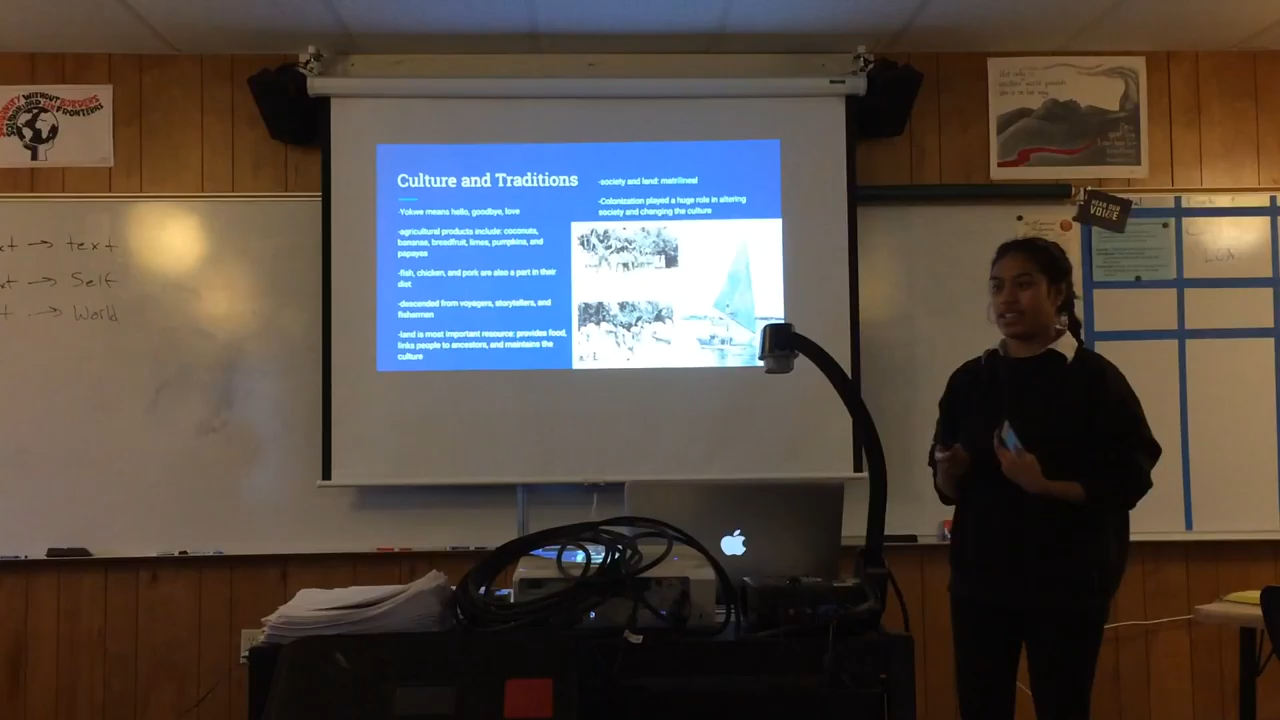 SOLIDARITY WITHOUT BORDERS
SOLIDARIDAD SIN FRONTERAS
→ text
→ Self
→ World
Culture and Traditions
-Yokwe means hello, goodbye, love
-agricultural products include: coconuts,
bananas, breadfruit, limes, pumpkins, and
papayas
-fish, chicken, and pork are also a part in their
diet
-descended from voyagers, storytellers, and
fisherman
-land is most important resource: provides food,
links people to ancestors, and maintains the
culture
-society and land: matrilineal
-Colonization played a huge role in altering
society and changing the culture
HEAR OUR
VOICE